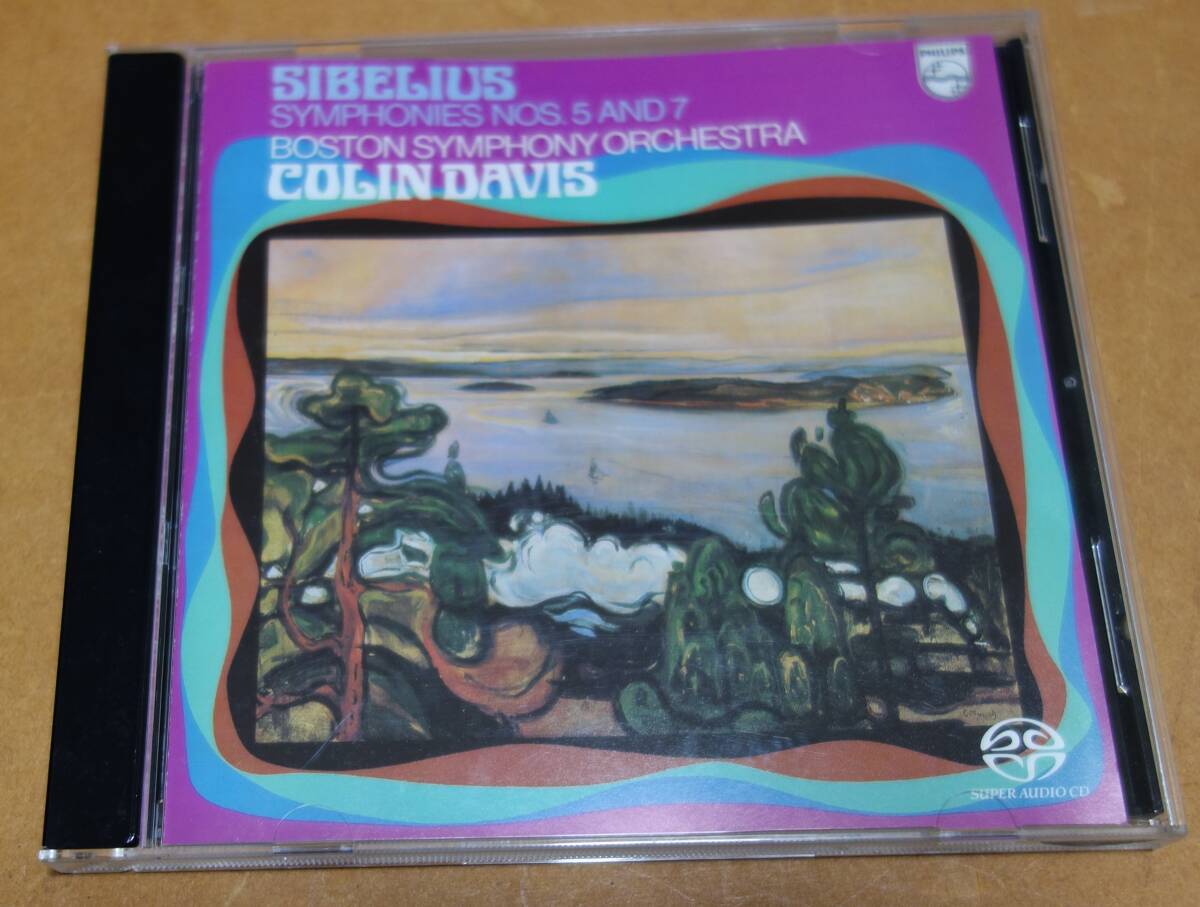 PHILIPS
SIBELIUS
SYMPHONIES NOS. 5 AND 7
BOSTON SYMPHONY ORCHESTRA
COLIN DAVIS
SUPER AUDIO CD